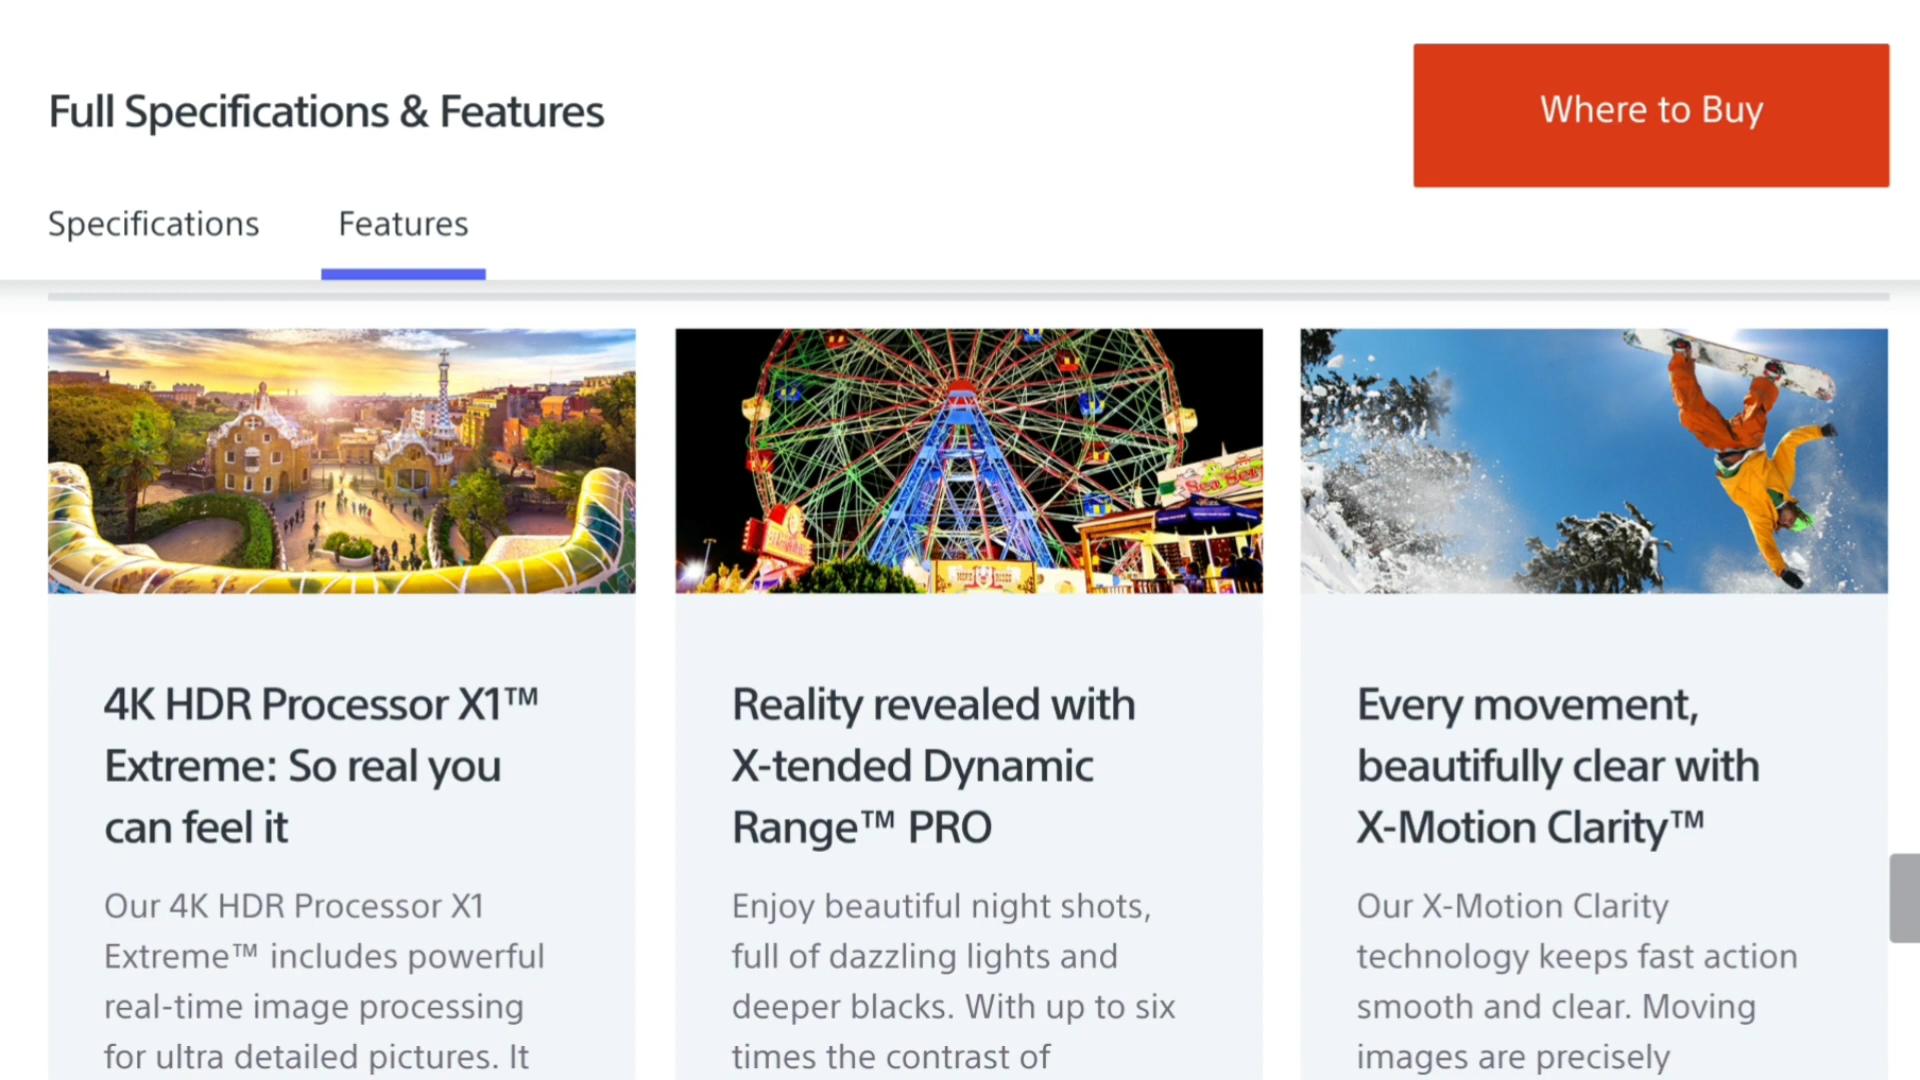 Full Specifications & Features
Where to Buy
Specifications
Features
Sea Ser
4K HDR Processor X1™
Extreme: So real you
can feel it
Our 4K HDR Processor X1
Extreme™ includes powerful
real-time image processing
for ultra detailed pictures. It
Reality revealed with
X-tended Dynamic
Range™ PRO
Enjoy beautiful night shots,
full of dazzling lights and
deeper blacks. With up to six
times the contrast of
Every movement,
beautifully clear with
X-Motion Clarity™
Our X-Motion Clarity
technology keeps fast action
smooth and clear. Moving
images are precisely